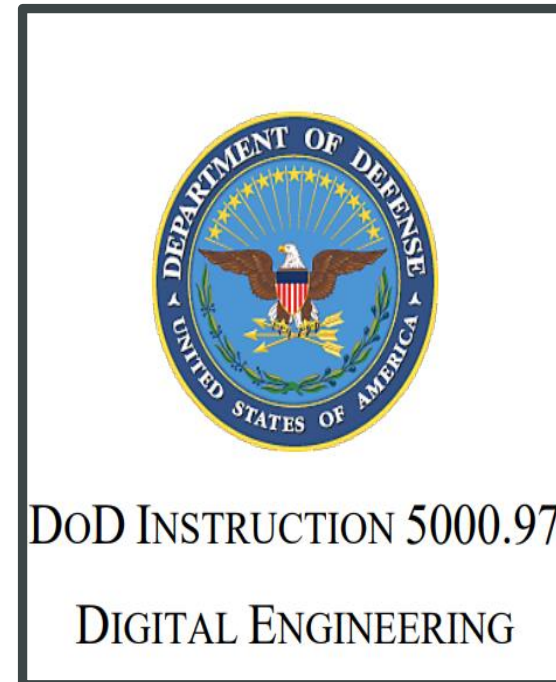 DEPARTMENT OF DEFENSE
UNITED STATES OF AMERICA
DOD INSTRUCTION 5000.97
DIGITAL ENGINEERING